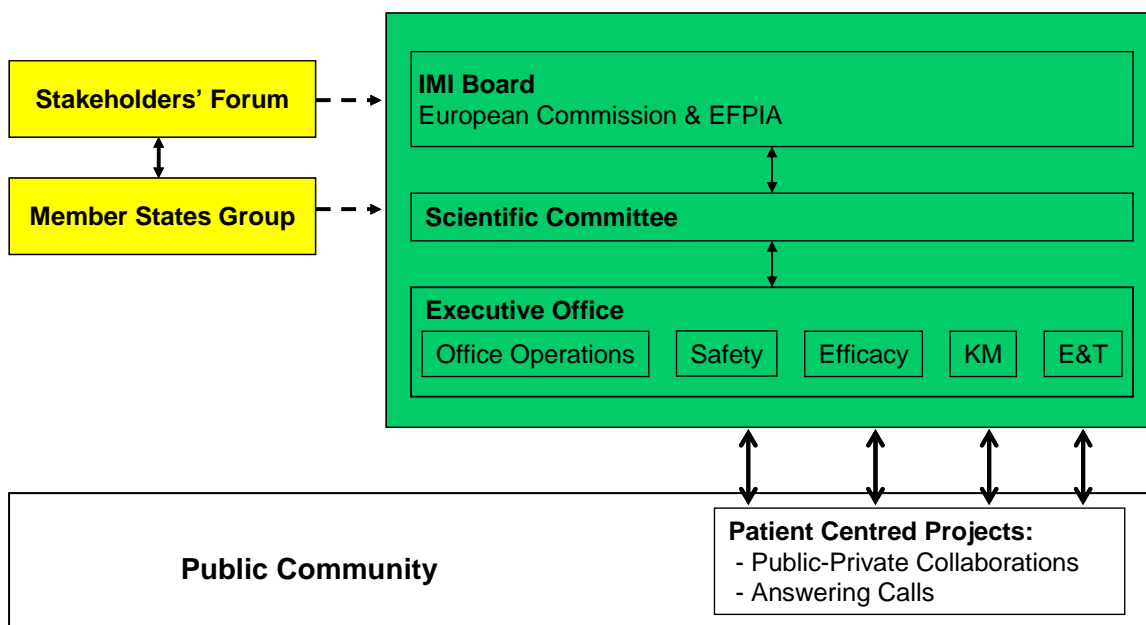 Stakeholders’ Forum
Member States Group
IMI Board
European Commission & EFPIA
Scientific Committee
Executive Office
Office Operations
Safety
Efficacy
KM
E&T
Public Community
Patient Centred Projects:
- Public-Private Collaborations
- Answering Calls